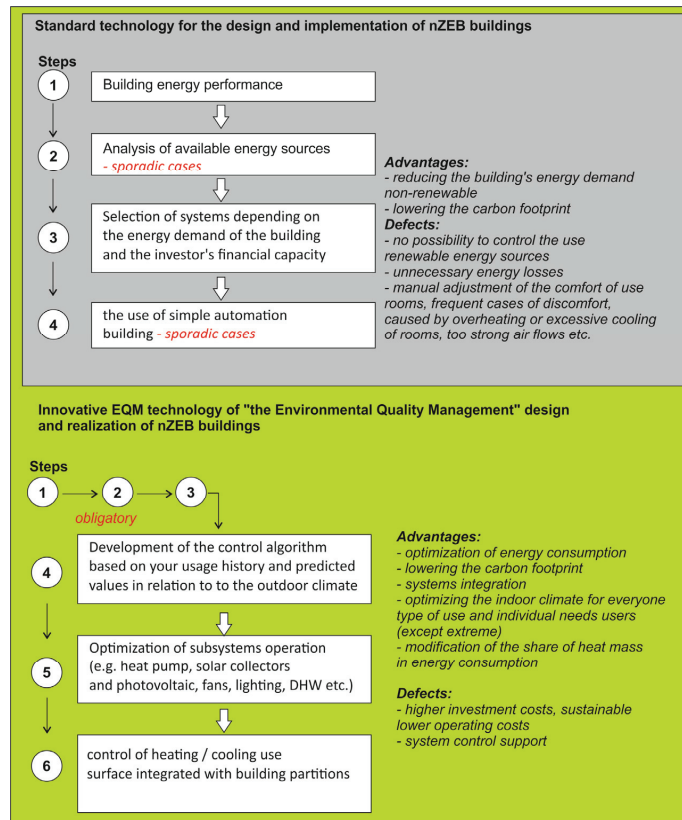 Standard technology for the design and implementation of nZEB buildings
Steps
1
Building energy performance
2
Analysis of available energy sources
- sporadic cases
3
Selection of systems depending on
the energy demand of the building
and the investor's financial capacity
4
the use of simple automation
building - sporadic cases
Advantages:
- reducing the building's energy demand
non-renewable
- lowering the carbon footprint
Defects:
- no possibility to control the use
renewable energy sources
- unnecessary energy losses
- manual adjustment of the comfort of use
rooms, frequent cases of discomfort,
caused by overheating or excessive cooling
of rooms, too strong air flows etc.
Innovative EQM technology of "the Environmental Quality Management" design
and realization of nZEB buildings
Steps
1
2
3
obligatory
4
Development of the control algorithm
based on your usage history and predicted
values in relation to to the outdoor climate
5
Optimization of subsystems operation
(e.g. heat pump, solar collectors
and photovoltaic, fans, lighting, DHW etc.)
6
control of heating / cooling use
surface integrated with building partitions
Advantages:
- optimization of energy consumption
- lowering the carbon footprint
- systems integration
- optimizing the indoor climate for everyone
type of use and individual needs users
(except extreme)
- modification of the share of heat mass
in energy consumption
Defects:
- higher investment costs, sustainable
lower operating costs
- system control support